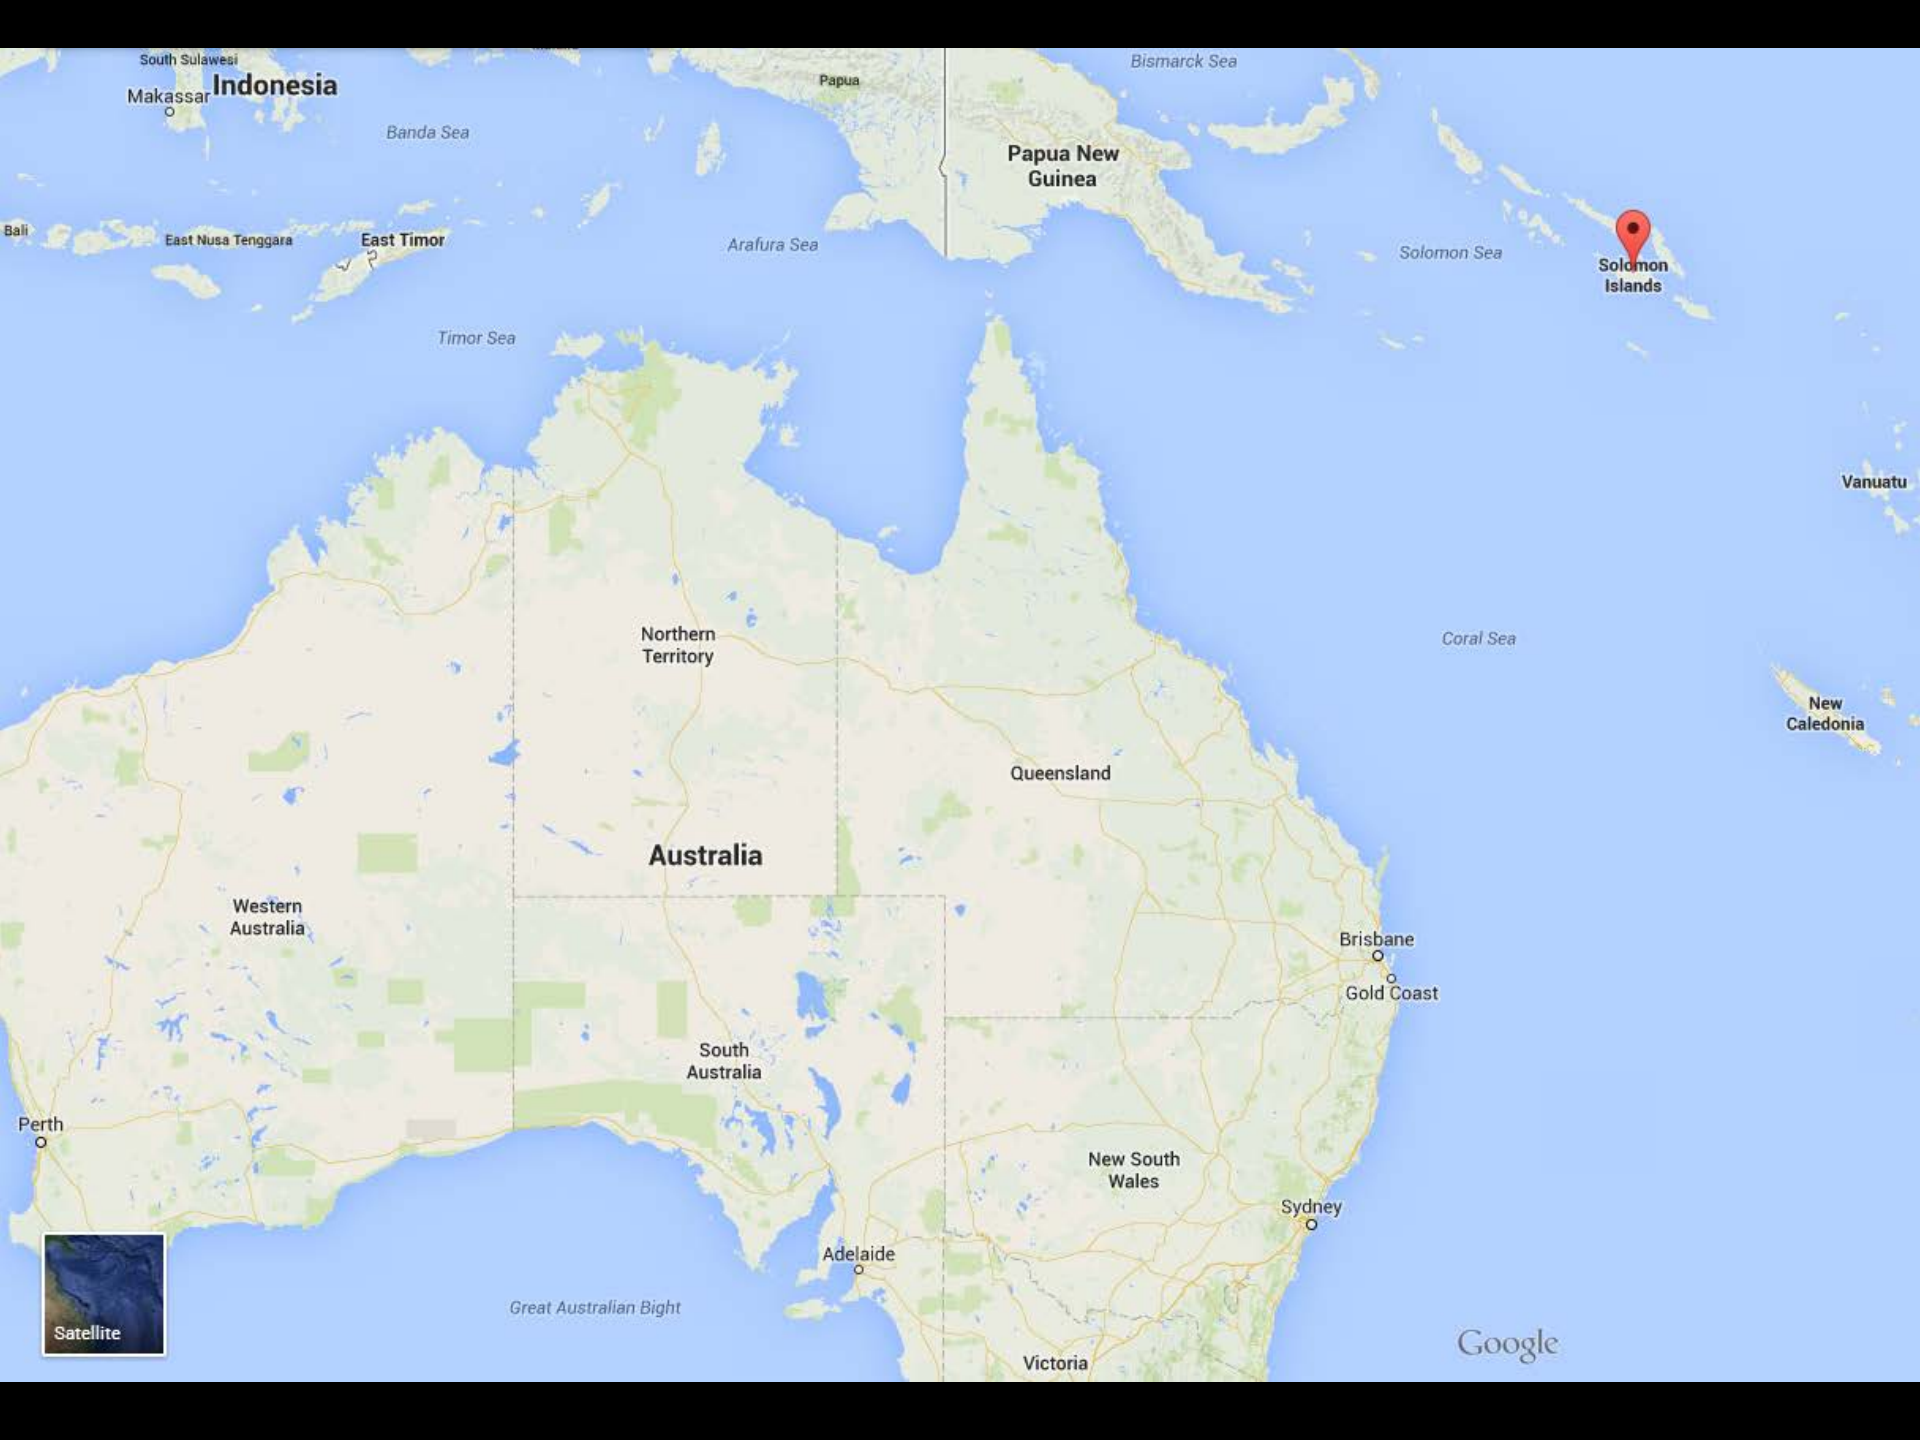 South Sulawesi
Indonesia
Makassar
Banda Sea
Papua
Bismarck Sea
Papua New
Guinea
Bali
East Nusa Tenggara
East Timor
Arafura Sea
Solomon Sea
Solomon
Islands
Timor Sea
Vanuatu
Northern
Territory
Coral Sea
New
Caledonia
Queensland
Australia
Western
Australia
Brisbane
Gold Coast
South
Australia
Perth
New South
Wales
Sydney
Adelaide
Great Australian Bight
Satellite
Google
Victoria